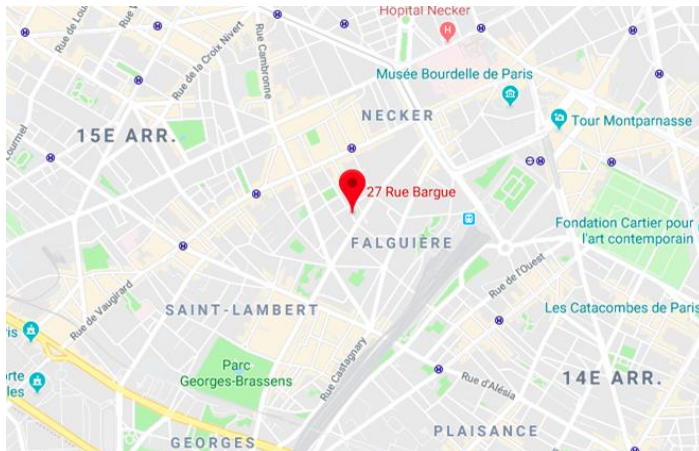 Hôpital Necker
H
Rue de la Croix Nivert
Rue Cambronne
Musée Bourdelle de Paris
NECKER
Tour Montparnasse
15E ARR.
27 Rue Bargue
Fondation Cartier pour
l'art contemporain
FALGUIÈRE
Rue de l'Ouest
Rue de Vaugirard
SAINT-LAMBERT
Les Catacombes de Paris
Parc
Georges-Brassens
Rue Castagnary
Rue d'Alésia
14E ARR.
PLAISANCE
GEORGES